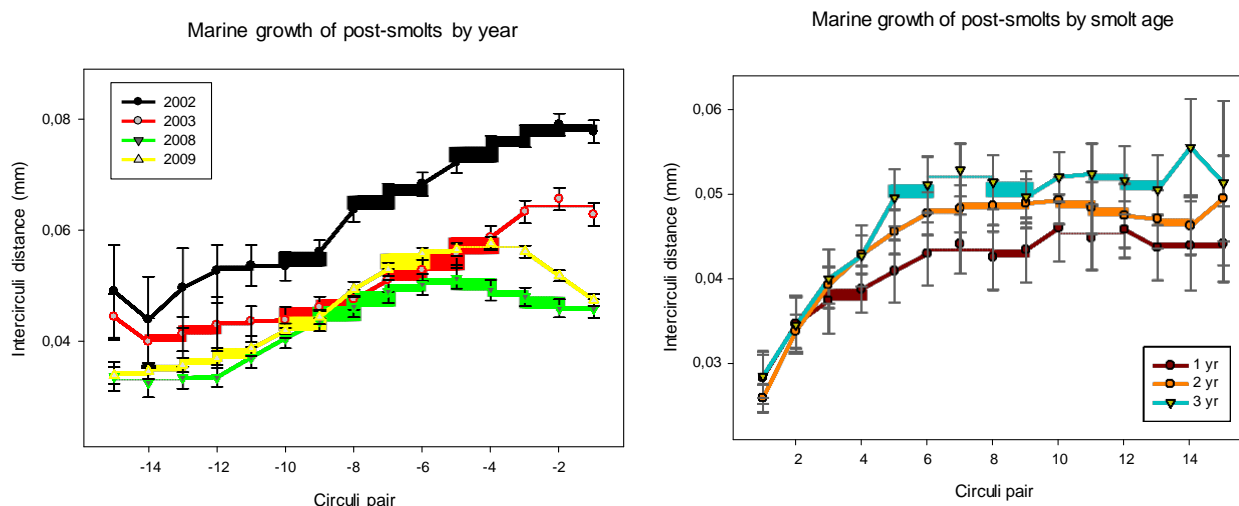 Marine growth of post-smolts by year
2002
2003
2008
2009
0,08
0,06
0,04
Intercirculi distance (mm)
-14
-12
-10
-8
-6
-4
-2
Circuli pair
Marine growth of post-smolts by smolt age
0,06
0,05
0,04
0,03
Intercirculi distance (mm)
1 yr
2 yr
3 yr
2
4
6
8
10
12
14
Circuli pair